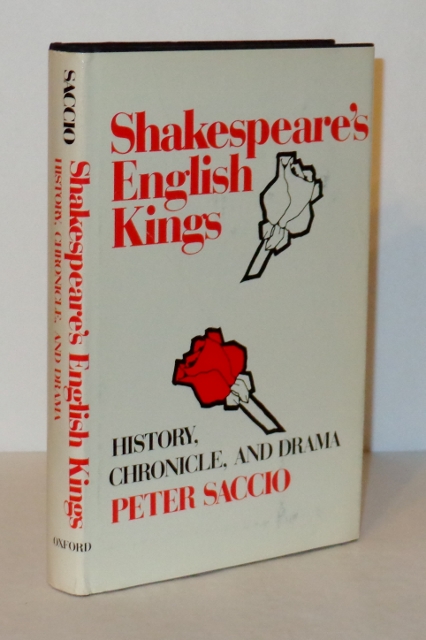 Shakespeare's
English
Kings
HISTORY,
CHRONICLE, AND DRAMA
PETER SACCIO
SACCIO
Shakespeare's English Kings
HISTORY, CHRONICLE, AND DRAMA
OXFORD